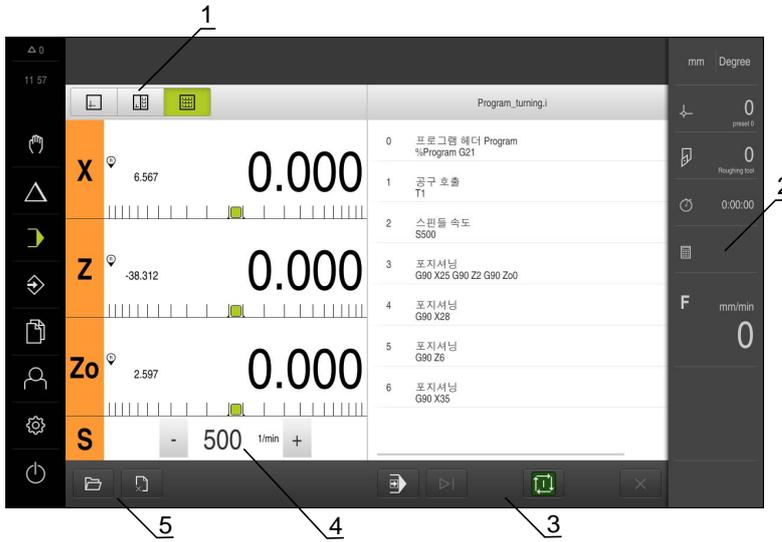 1
0
11 57
mm Degree
Program_turning.i
0
preset 0
X
6.567
0.000
0 프로그램 헤더 Program
%Program G21
1 공구 호출
T1
0
Roughing tool
2
0:00:00
Z
-38.312
0.000
2 스핀들 속도
S500
3 포지셔닝
G90 X25 G90 Z2 G90 Zo0
4 포지셔닝
G90 X28
F mm/min
0
Zo
2.597
0.000
5 포지셔닝
G90 Z6
6 포지셔닝
G90 X35
S
- 500 1/min +
5
4
3